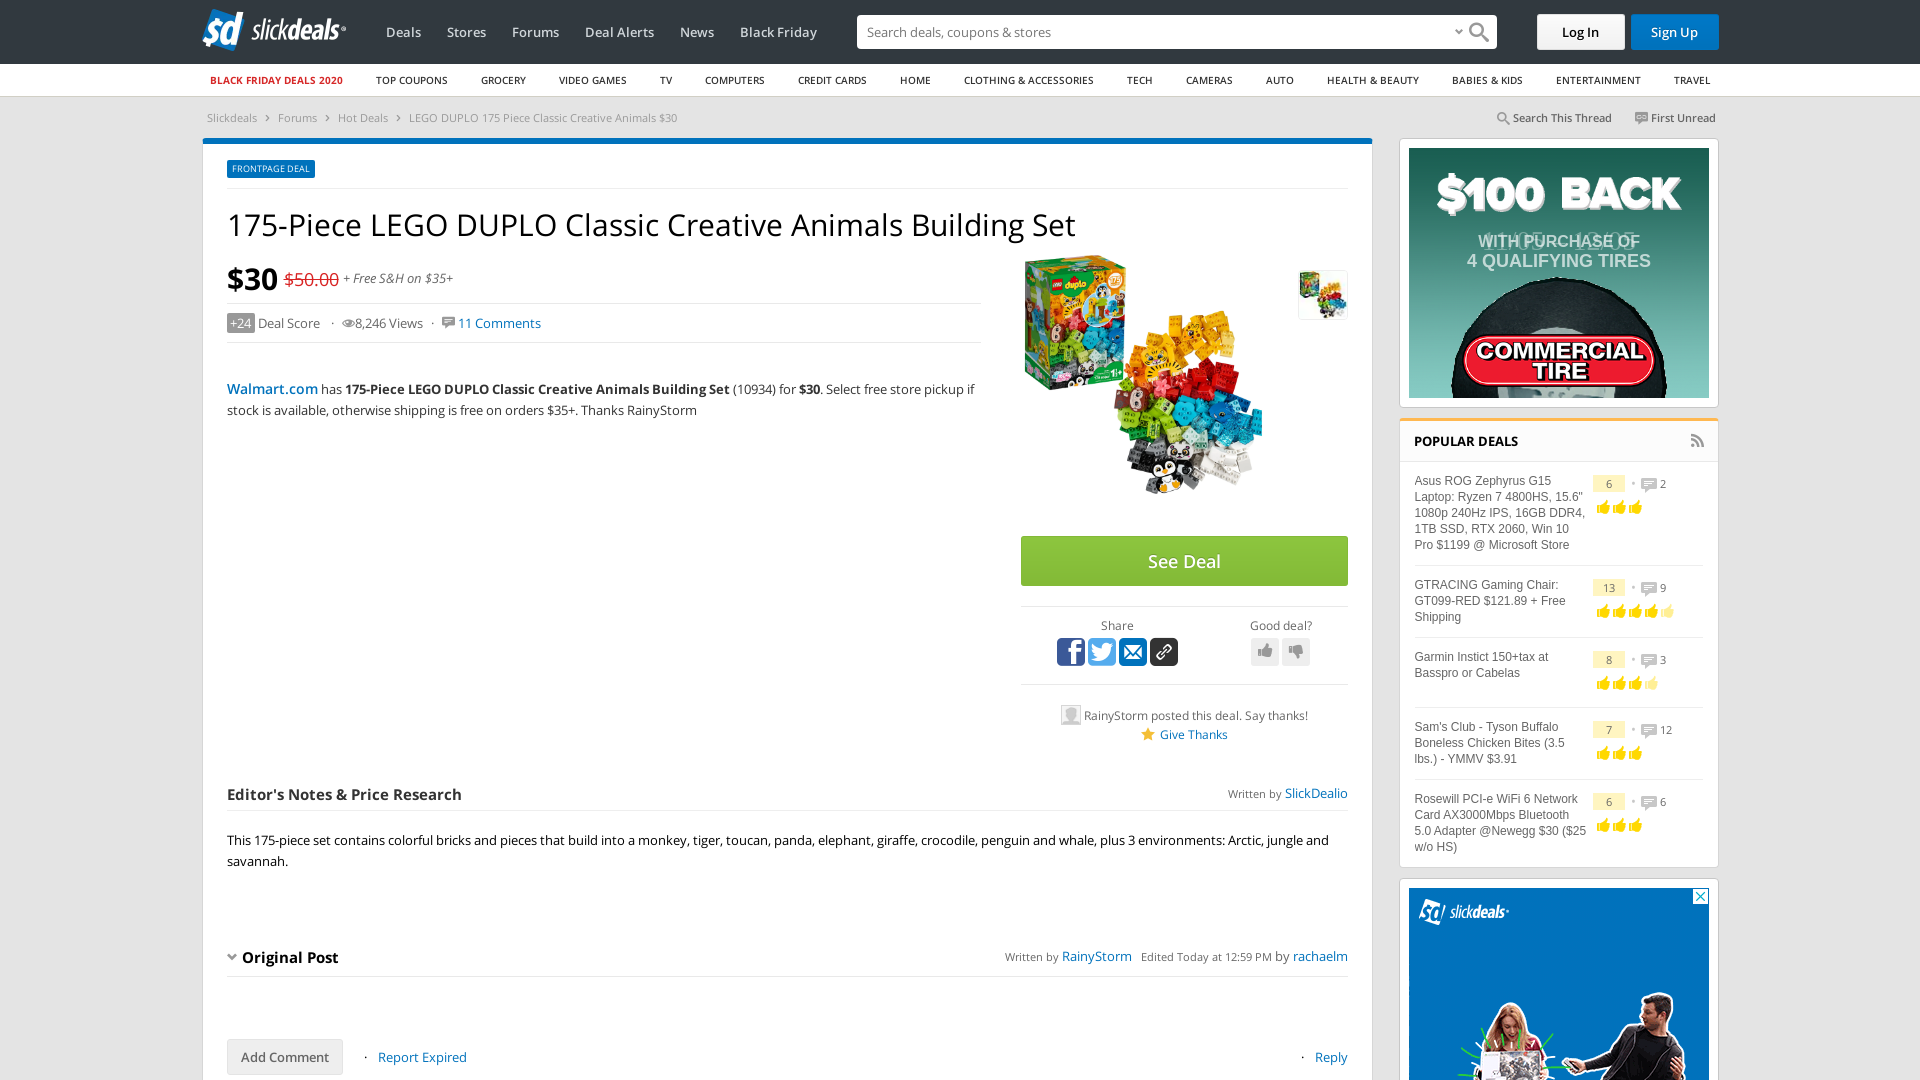 slickdeals
Deals
Stores
Forums
Deal Alerts
News
Black Friday
Search deals, coupons & stores
Log In
Sign Up
BLACK FRIDAY DEALS 2020
TOP COUPONS
GROCERY
VIDEO GAMES
TV
COMPUTERS
CREDIT CARDS
HOME
CLOTHING & ACCESSORIES
TECH
CAMERAS
AUTO
HEALTH & BEAUTY
BABIES & KIDS
ENTERTAINMENT
TRAVEL
Slickdeals › Forums › Hot Deals › LEGO DUPLO 175 Piece Classic Creative Animals $30
Search This Thread
First Unread
FRONTPAGE DEAL
175-Piece LEGO DUPLO Classic Creative Animals Building Set
$30 $50.00 + Free S&H on $35+
+24 Deal Score · 8,246 Views · 11 Comments
Walmart.com has 175-Piece LEGO DUPLO Classic Creative Animals Building Set (10934) for $30. Select free store pickup if
stock is available, otherwise shipping is free on orders $35+. Thanks RainyStorm
See Deal
Share
Good deal?
RainyStorm posted this deal. Say thanks!
Give Thanks
Editor's Notes & Price Research
Written by SlickDealio
This 175-piece set contains colorful bricks and pieces that build into a monkey, tiger, toucan, panda, elephant, giraffe, crocodile, penguin and whale, plus 3 environments: Arctic, jungle and
savannah.
Original Post
Written by RainyStorm Edited Today at 12:59 PM by rachaelm
Add Comment · Report Expired
· Reply
$100 BACK
WITH PURCHASE OF
4 QUALIFYING TIRES
COMMERCIAL
TIRE
POPULAR DEALS
Asus ROG Zephyrus G15
Laptop: Ryzen 7 4800HS, 15.6"
1080p 240Hz IPS, 16GB DDR4,
1TB SSD, RTX 2060, Win 10
Pro $1199 @ Microsoft Store
6 • 2
GTRACING Gaming Chair:
GT099-RED $121.89 + Free
Shipping
13 • 9
Garmin Instict 150+tax at
Basspro or Cabelas
8 • 3
Sam's Club - Tyson Buffalo
Boneless Chicken Bites (3.5
lbs.) - YMMV $3.91
7 • 12
Rosewill PCI-e WiFi 6 Network
Card AX3000Mbps Bluetooth
5.0 Adapter @Newegg $30 ($25
w/o HS)
6 • 6
slickdeals